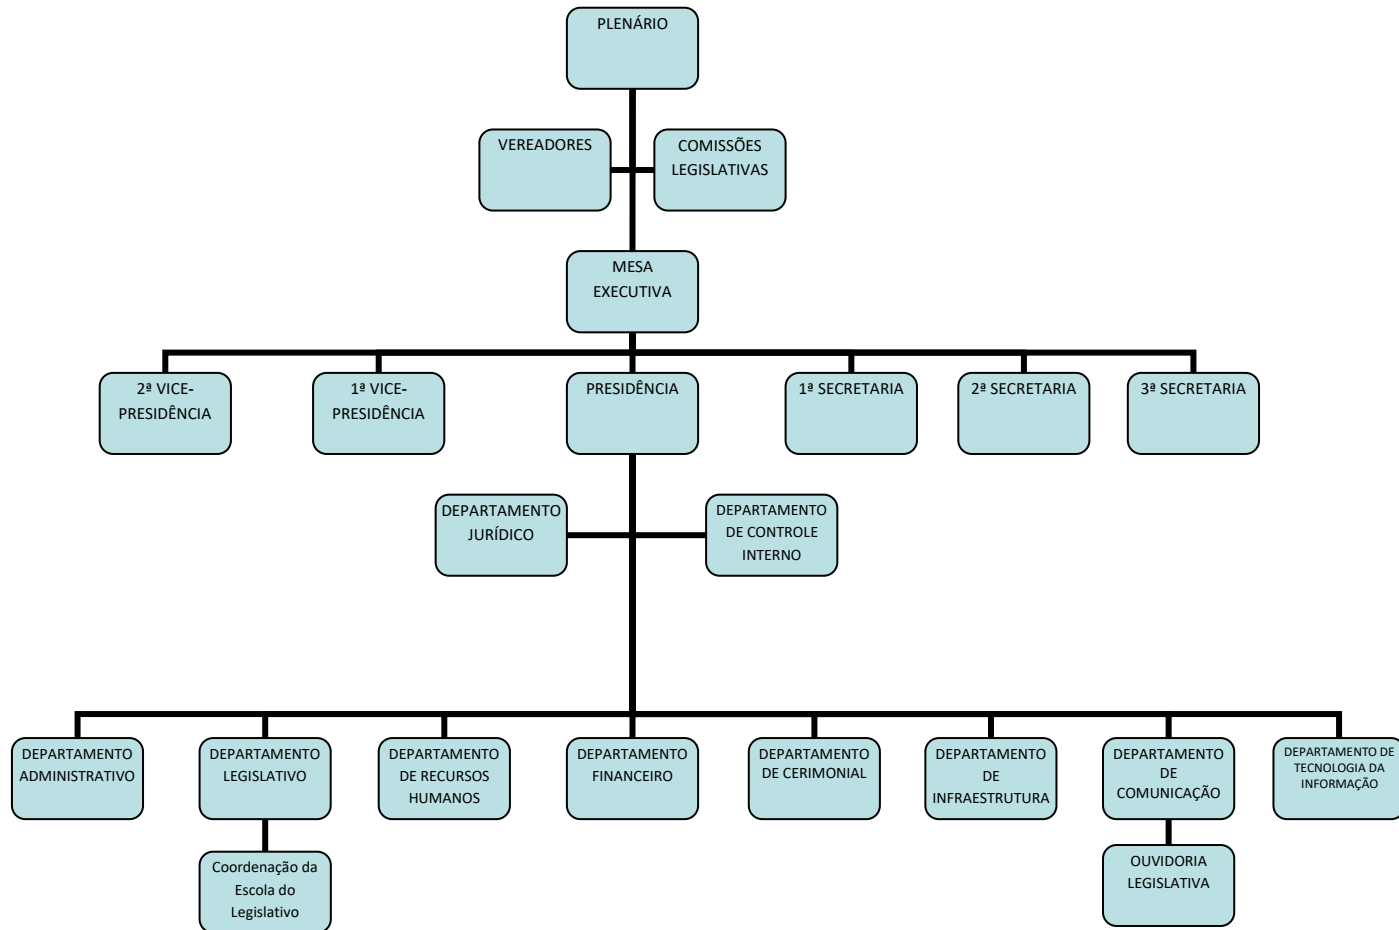 PLENÁRIO
VEREADORES
COMISSÕES
LEGISLATIVAS
MESA
EXECUTIVA
2ª VICE-
PRESIDÊNCIA
1ª VICE-
PRESIDÊNCIA
PRESIDÊNCIA
1ª SECRETARIA
2ª SECRETARIA
3ª SECRETARIA
DEPARTAMENTO
JURÍDICO
DEPARTAMENTO
DE CONTROLE
INTERNO
DEPARTAMENTO
ADMINISTRATIVO
DEPARTAMENTO
LEGISLATIVO
DEPARTAMENTO
DE RECURSOS
HUMANOS
DEPARTAMENTO
FINANCEIRO
DEPARTAMENTO
DE CERIMONIAL
DEPARTAMENTO
DE
INFRAESTRUTURA
DEPARTAMENTO
DE
COMUNICAÇÃO
DEPARTAMENTO DE
TECNOLOGIA DA
INFORMAÇÃO
Coordenação da
Escola do
Legislativo
OUVIDORIA
LEGISLATIVA